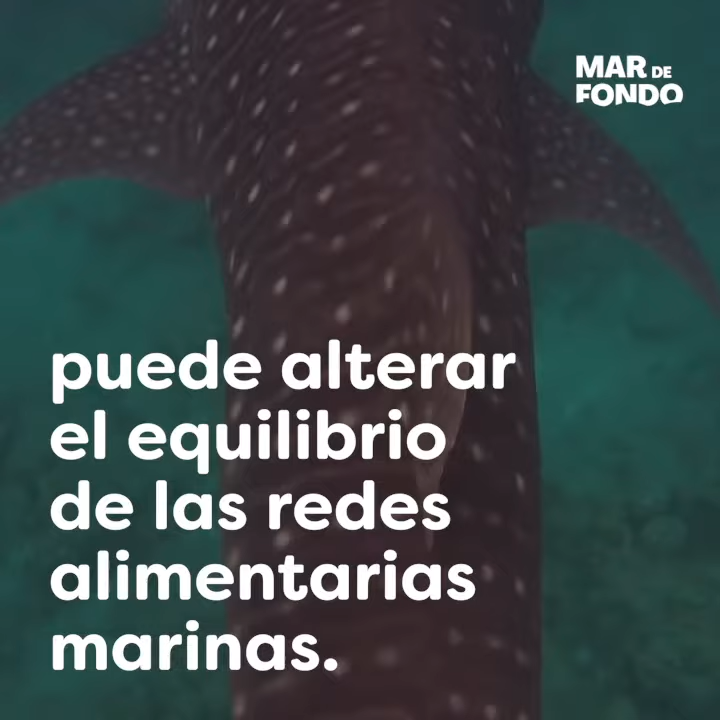 MAR DE
FONDO
puede alterar
el equilibrio
de las redes
alimentarias
marinas.